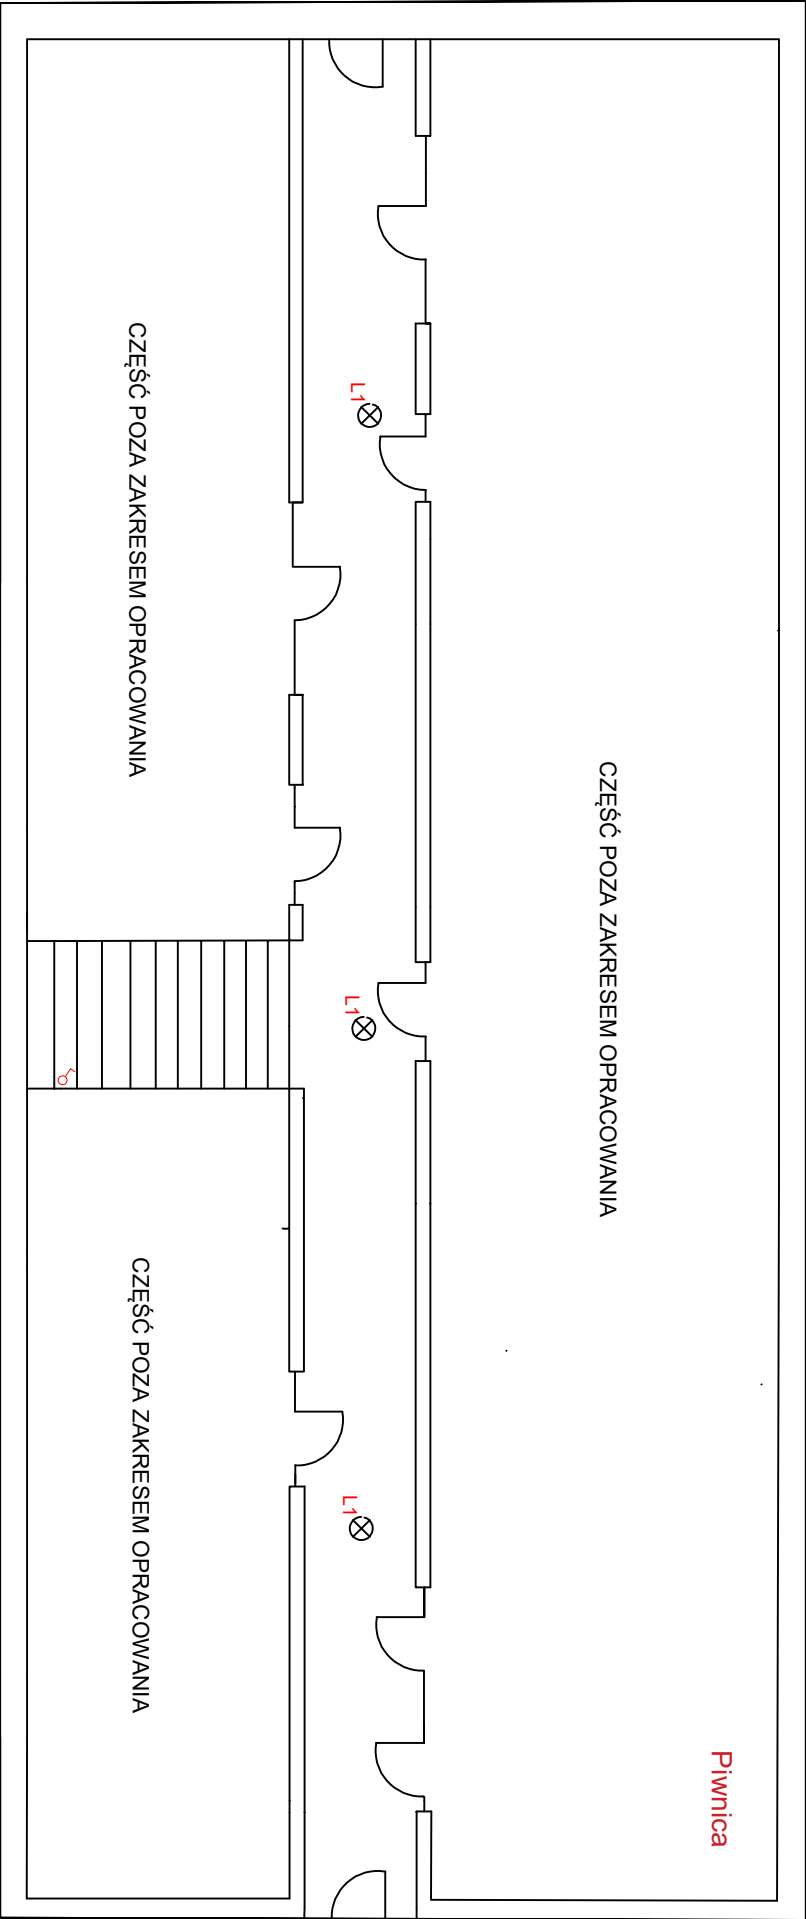 Piwnica
CZĘŚĆ POZA ZAKRESEM OPRACOWANIA
L1
L1
L1
CZĘŚĆ POZA ZAKRESEM OPRACOWANIA
CZĘŚĆ POZA ZAKRESEM OPRACOWANIA